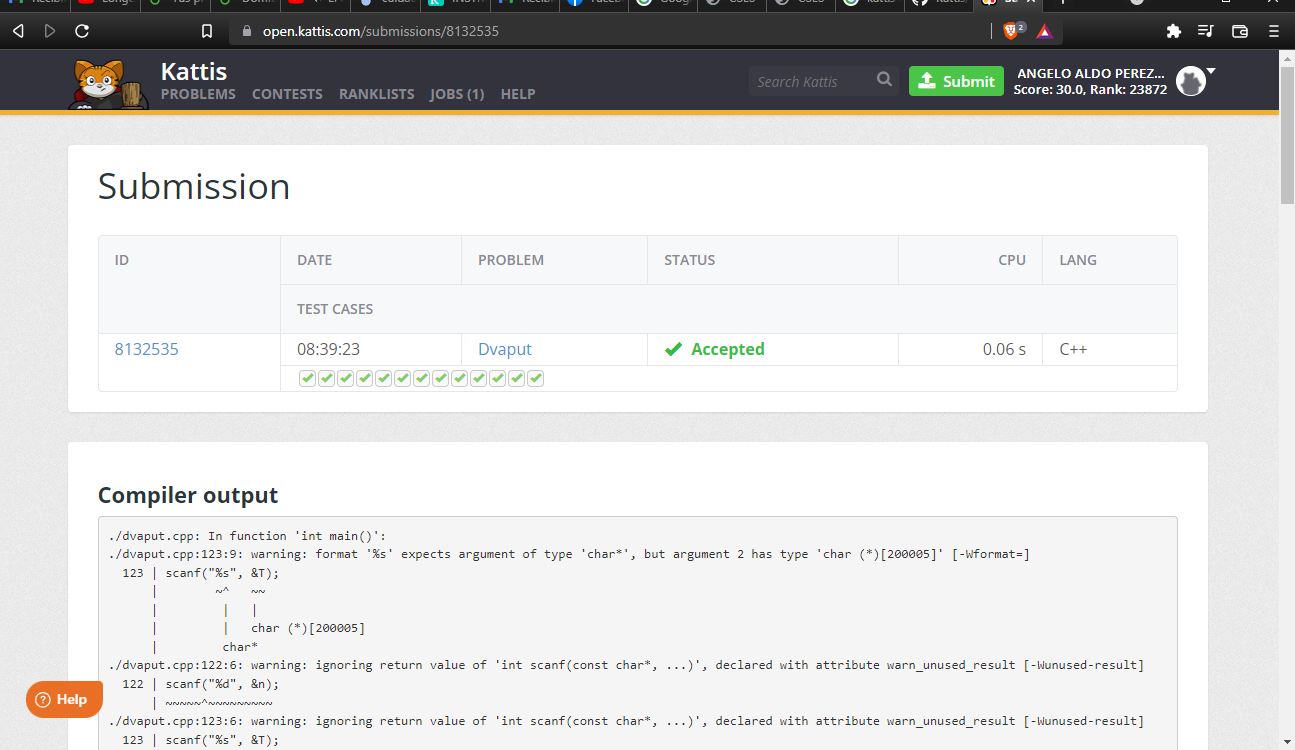 open.kattis.com/submissions/8132535
2
Kattis
PROBLEMS CONTESTS RANKLISTS JOBS (1) HELP
Search Kattis
Submit
ANGELO ALDO PEREZ...
Score: 30.0, Rank: 23872
Submission
ID DATE PROBLEM STATUS CPU LANG
TEST CASES
8132535 08:39:23 Dvaput Accepted 0.06 s C++
Compiler output
./dvaput.cpp: In function 'int main()':
./dvaput.cpp:123:9: warning: format '%s' expects argument of type 'char*', but argument 2 has type 'char (*)[200005]' [-Wformat=]
123 | scanf("%s", &T);
| ~^ ~~
| | |
| | char (*)[200005]
| char*
./dvaput.cpp:122:6: warning: ignoring return value of 'int scanf(const char*, ...)', declared with attribute warn_unused_result [-Wunused-result]
122 | scanf("%d", &n);
| ~~~~~^~~~~~~~~~
./dvaput.cpp:123:6: warning: ignoring return value of 'int scanf(const char*, ...)', declared with attribute warn_unused_result [-Wunused-result]
123 | scanf("%s", &T);
Help